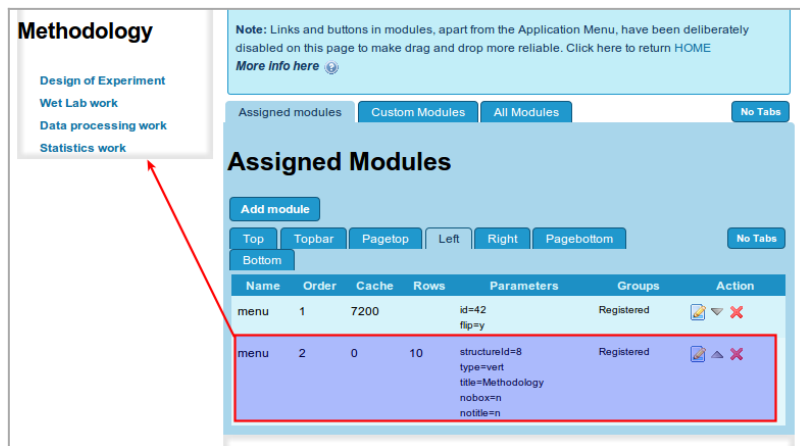 Methodology
Design of Experiment
Wet Lab work
Data processing work
Statistics work
Note: Links and buttons in modules, apart from the Application Menu, have been deliberately
disabled on this page to make drag and drop more reliable. Click here to return HOME
More info here
Assigned modules Custom Modules All Modules No Tabs
Assigned Modules
Add module
Top Topbar Pagetop Left Right Pagebottom No Tabs
Bottom
Name Order Cache Rows Parameters Groups Action
menu 1 7200 id=42 Registered
flip=y
menu 2 0 10 structureId=8 Registered
type=vert
title=Methodology
nobox=n
notitle=n